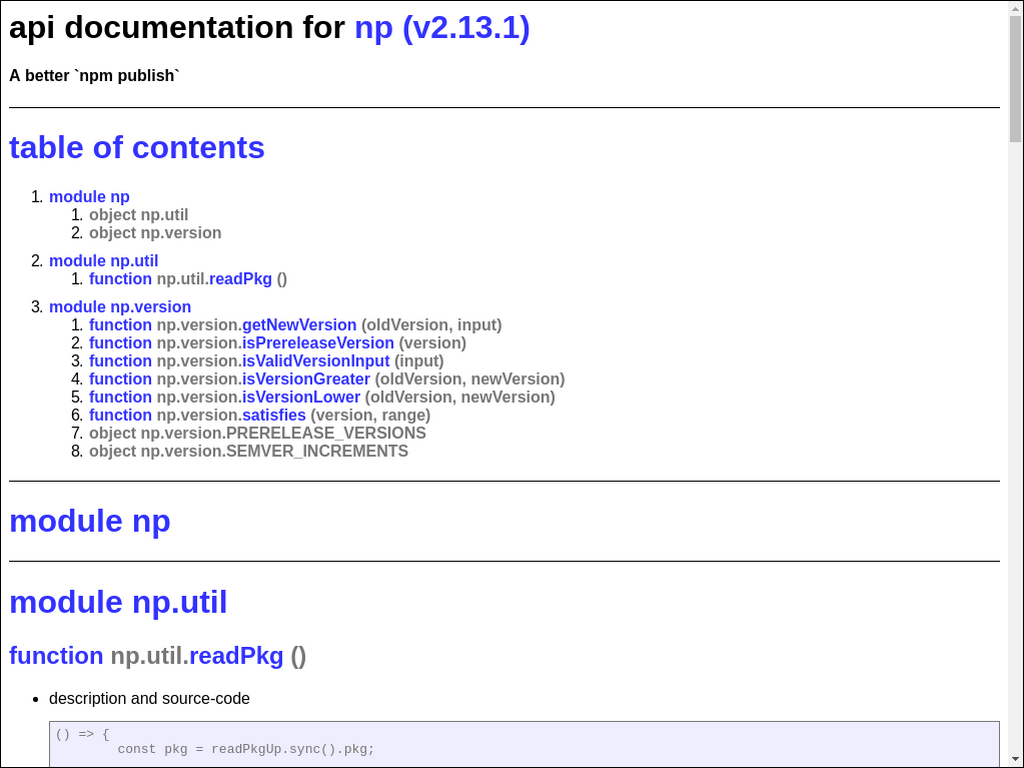 api documentation for np (v2.13.1)
A better `npm publish`
table of contents
1. module np
1. object np.util
2. object np.version
2. module np.util
1. function np.util.readPkg ()
3. module np.version
1. function np.version.getNewVersion (oldVersion, input)
2. function np.version.isPrereleaseVersion (version)
3. function np.version.isValidVersionInput (input)
4. function np.version.isVersionGreater (oldVersion, newVersion)
5. function np.version.isVersionLower (oldVersion, newVersion)
6. function np.version.satisfies (version, range)
7. object np.version.PRERELEASE_VERSIONS
8. object np.version.SEMVER_INCREMENTS
module np
module np.util
function np.util.readPkg ()
• description and source-code
() => {
const pkg = readPkgUp.sync().pkg;